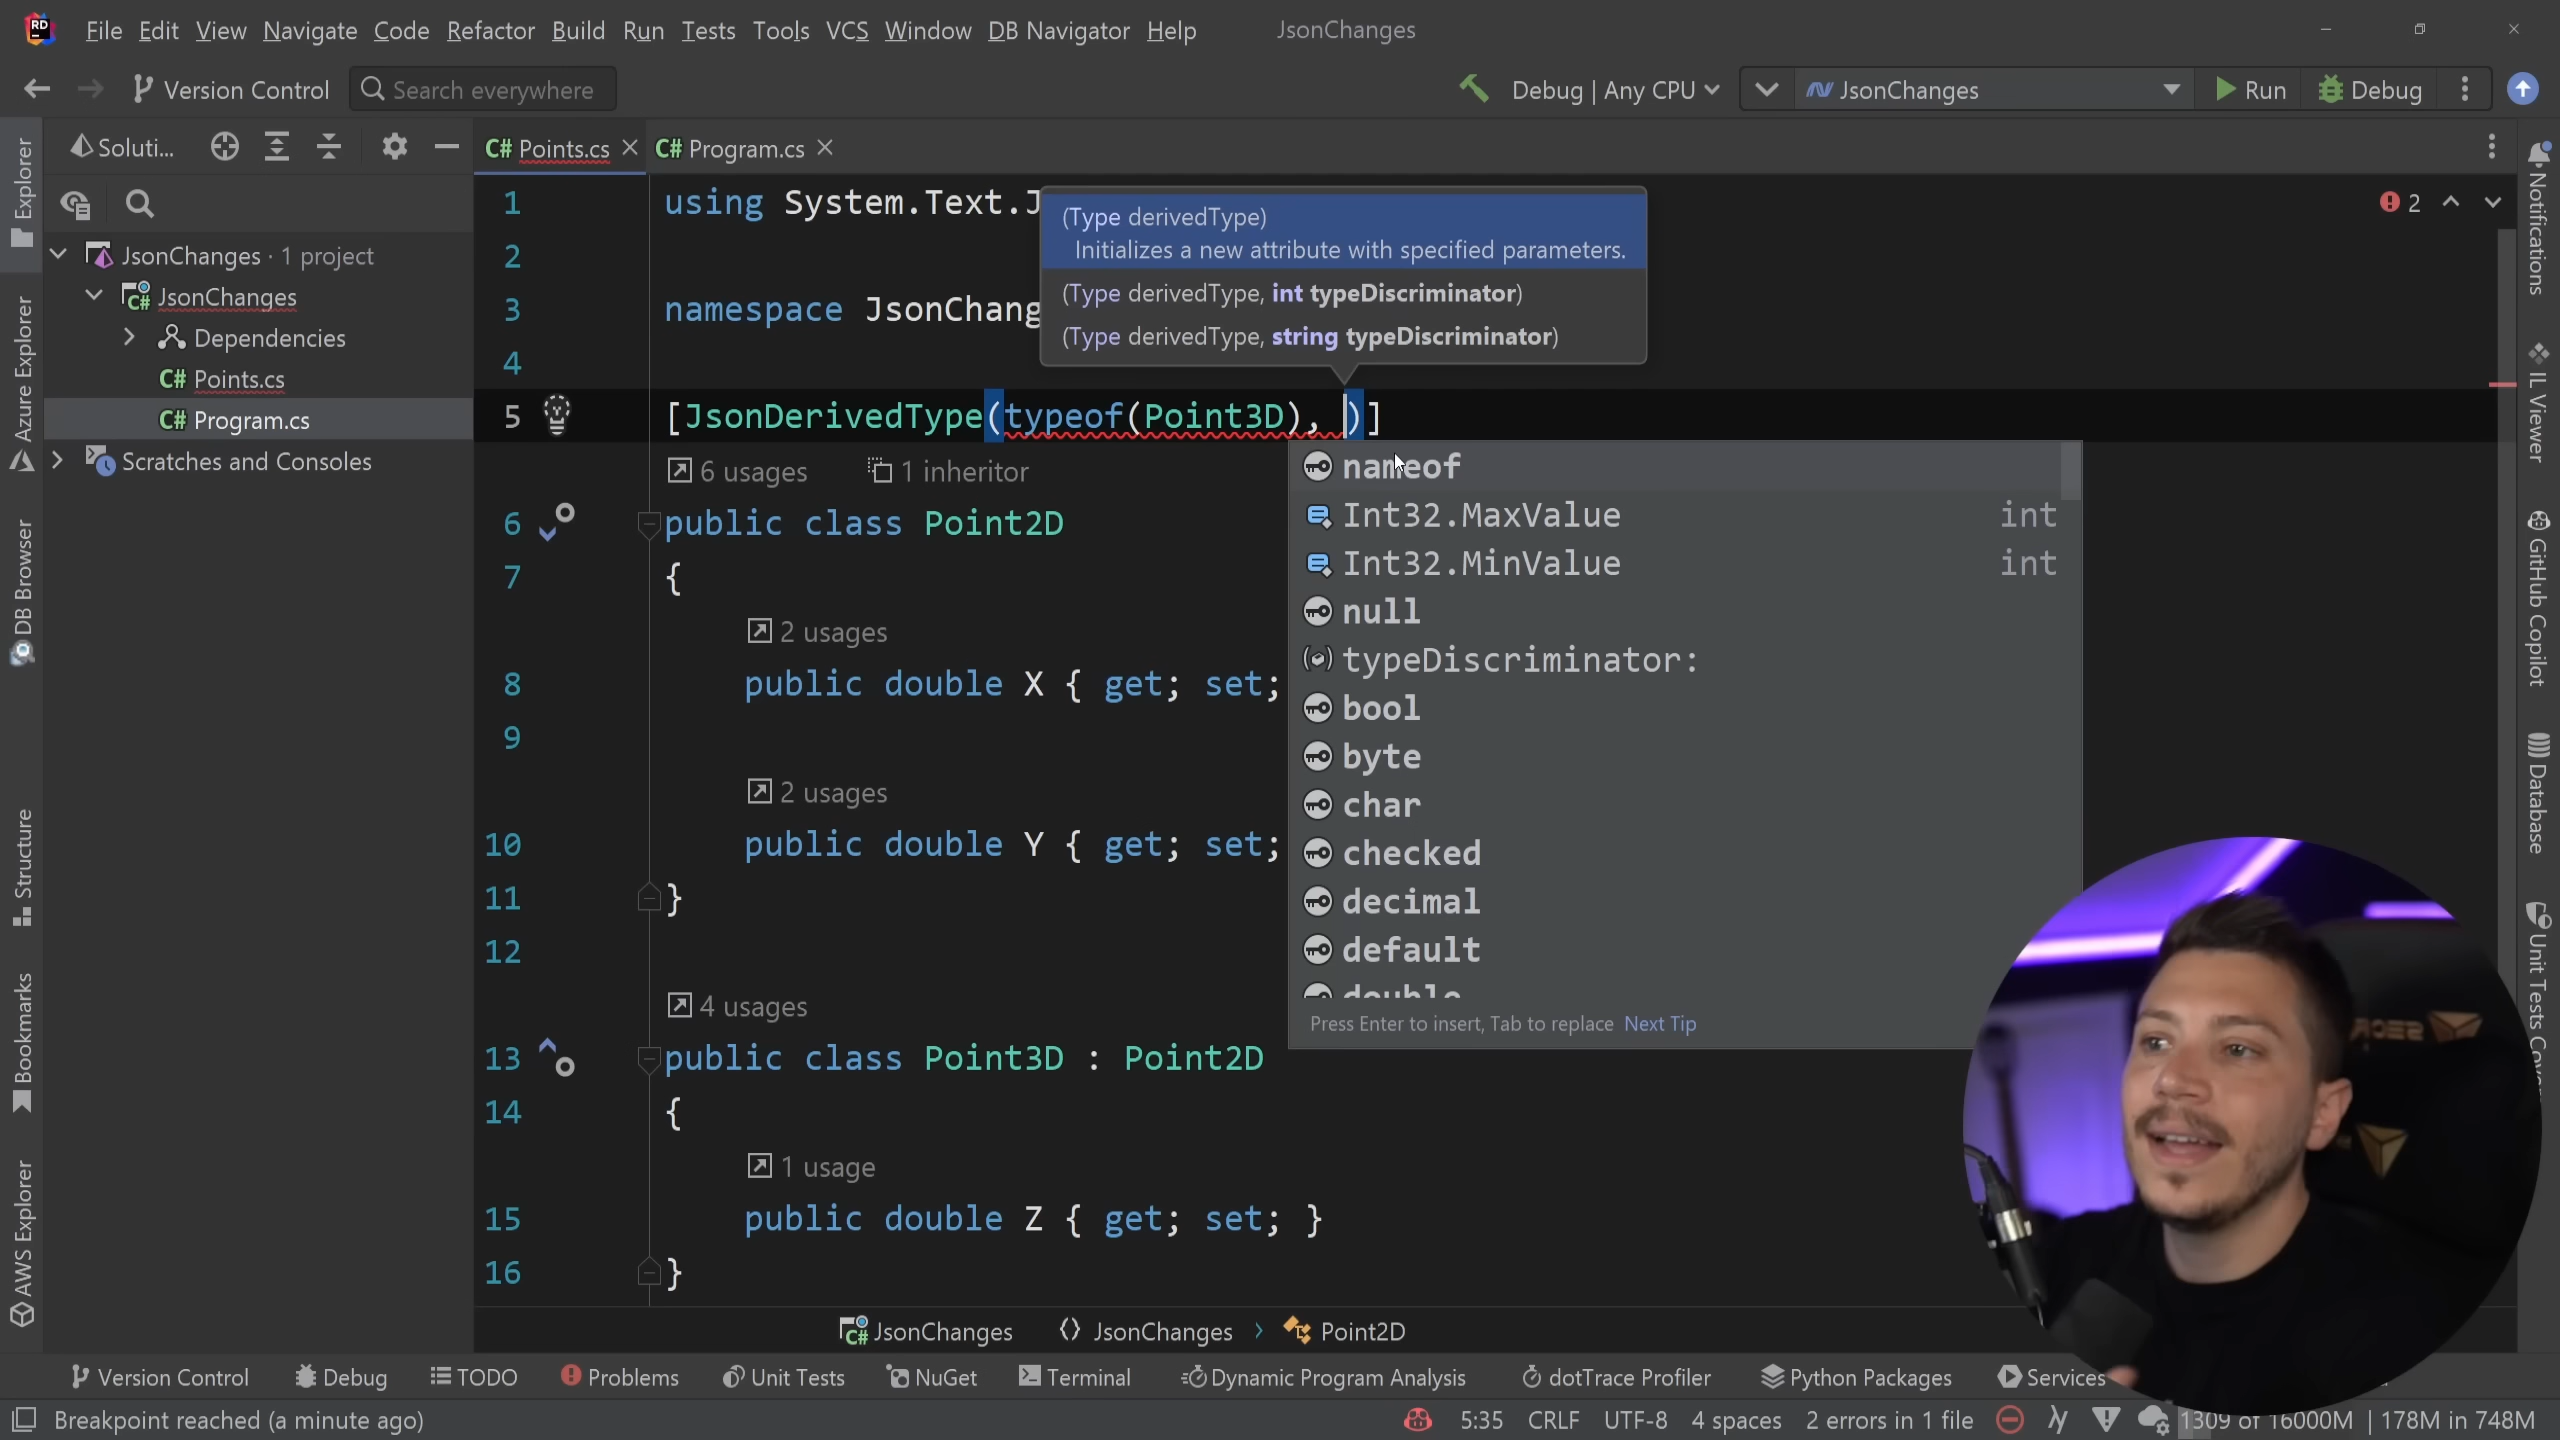 RD File Edit View Navigate Code Refactor Build Run Tests Tools VCS Window DB Navigator Help JsonChanges
Version Control Search everywhere Debug | Any CPU JsonChanges Run Debug
Soluti... C# Points.cs C# Program.cs
Explorer
Azure Explorer
DB Browser
Structure
Bookmarks
AWS Explorer
JsonChanges · 1 project
C# JsonChanges
Dependencies
C# Points.cs
C# Program.cs
Scratches and Consoles
1 using System.Text.J
2
3 namespace JsonChang
4
5 [JsonDerivedType(typeof(Point3D), )]
6 usages 1 inheritor
6 public class Point2D
7 {
2 usages
8 public double X { get; set;
9
2 usages
10 public double Y { get; set;
11 }
12
4 usages
13 public class Point3D : Point2D
14 {
1 usage
15 public double Z { get; set; }
16 }
(Type derivedType)
Initializes a new attribute with specified parameters.
(Type derivedType, int typeDiscriminator)
(Type derivedType, string typeDiscriminator)
2
nameof
Int32.MaxValue int
Int32.MinValue int
null
typeDiscriminator:
bool
byte
char
checked
decimal
default
double
Press Enter to insert, Tab to replace Next Tip
Notifications
IL Viewer
GitHub Copilot
Database
Unit Tests
C# JsonChanges JsonChanges › Point2D
Version Control Debug TODO Problems Unit Tests NuGet Terminal Dynamic Program Analysis dotTrace Profiler Python Packages Services
Breakpoint reached (a minute ago) 5:35 CRLF UTF-8 4 spaces 2 errors in 1 file 1309 of 16000M | 178M in 748M